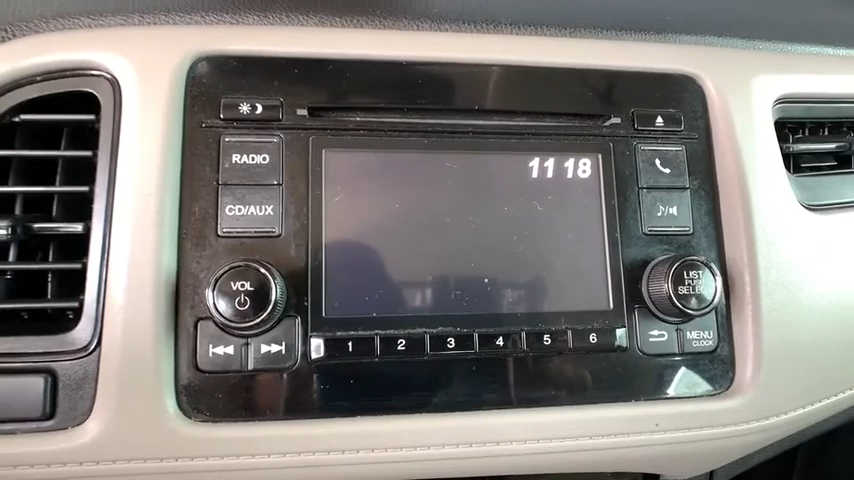 RADIO
CD/AUX
VOL
11 18
1 2 3 4 5 6
LIST
PUSH
SELECT
MENU
CLOCK